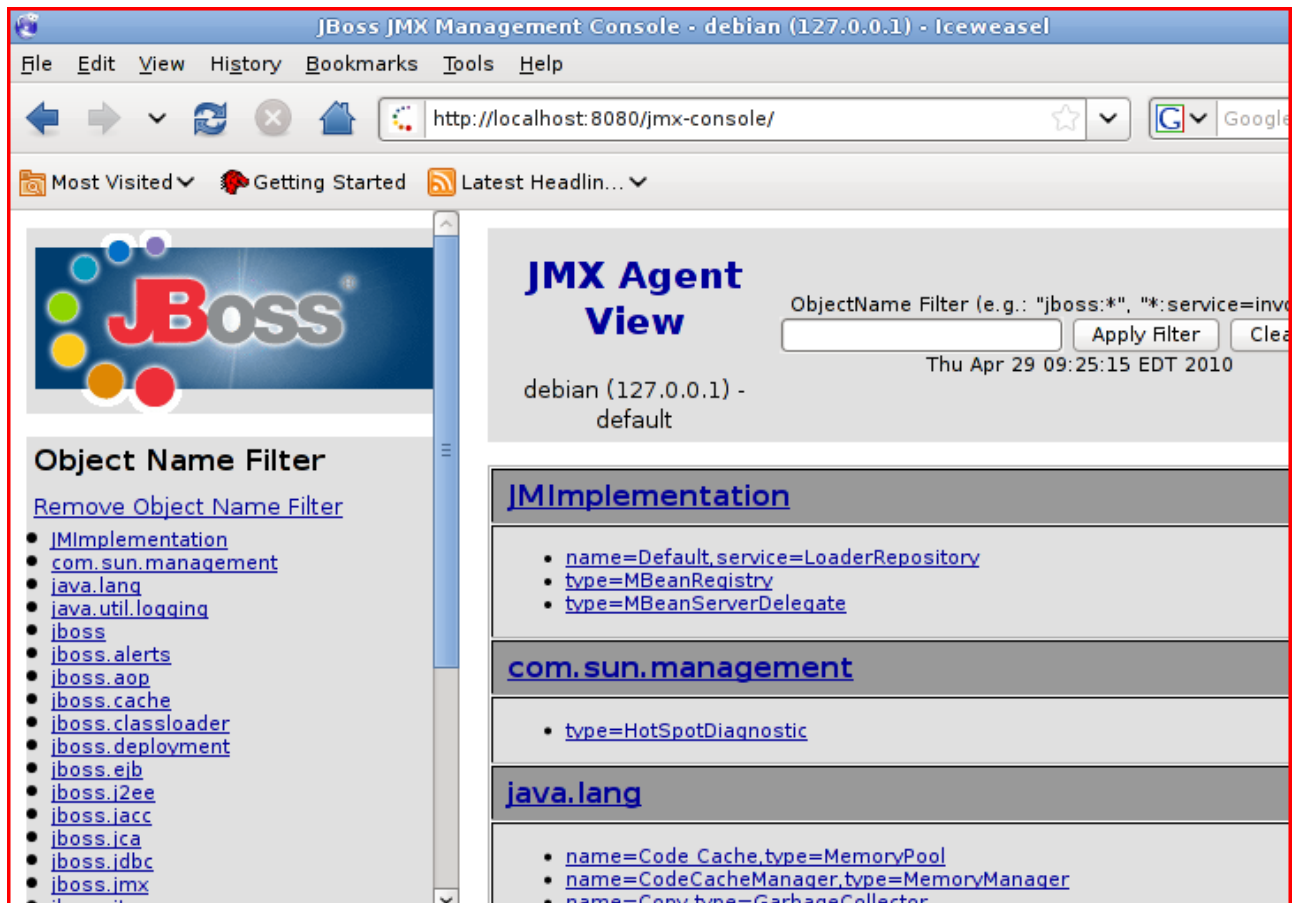 JBoss JMX Management Console - debian (127.0.0.1) - Iceweasel
File Edit View History Bookmarks Tools Help
http://localhost:8080/jmx-console/
Google
Most Visited Getting Started Latest Headlin...
JBoss®
Object Name Filter
Remove Object Name Filter
JMImplementation
com.sun.management
java.lang
java.util.logging
jboss
jboss.alerts
jboss.aop
jboss.cache
jboss.classloader
jboss.deployment
jboss.ejb
jboss.j2ee
jboss.jacc
jboss.jca
jboss.jdbc
jboss.jmx
JMX Agent
View
debian (127.0.0.1) -
default
ObjectName Filter (e.g.: "jboss:*", "*:service=invo
Apply Filter Clea
Thu Apr 29 09:25:15 EDT 2010
JMImplementation
name=Default,service=LoaderRepository
type=MBeanRegistry
type=MBeanServerDelegate
com.sun.management
type=HotSpotDiagnostic
java.lang
name=Code Cache,type=MemoryPool
name=CodeCacheManager,type=MemoryManager
name=Copy,type=GarbageCollector